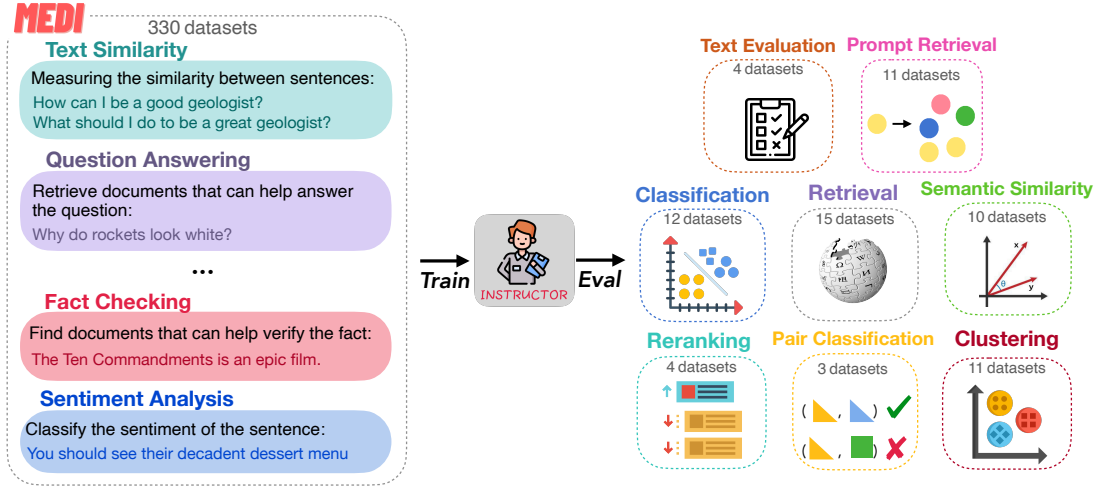 MEDI
330 datasets
Text Similarity
Measuring the similarity between sentences:
How can I be a good geologist?
What should I do to be a great geologist?
Question Answering
Retrieve documents that can help answer
the question:
Why do rockets look white?
...
Fact Checking
Find documents that can help verify the fact:
The Ten Commandments is an epic film.
Sentiment Analysis
Classify the sentiment of the sentence:
You should see their decadent dessert menu
Train
INSTRUCTOR
Eval
Text Evaluation
4 datasets
Prompt Retrieval
11 datasets
Classification
12 datasets
Retrieval
15 datasets
Ω
W
И
Semantic Similarity
10 datasets
x
θ
y
Reranking
4 datasets
Pair Classification
3 datasets
( , )
( , )
Clustering
11 datasets